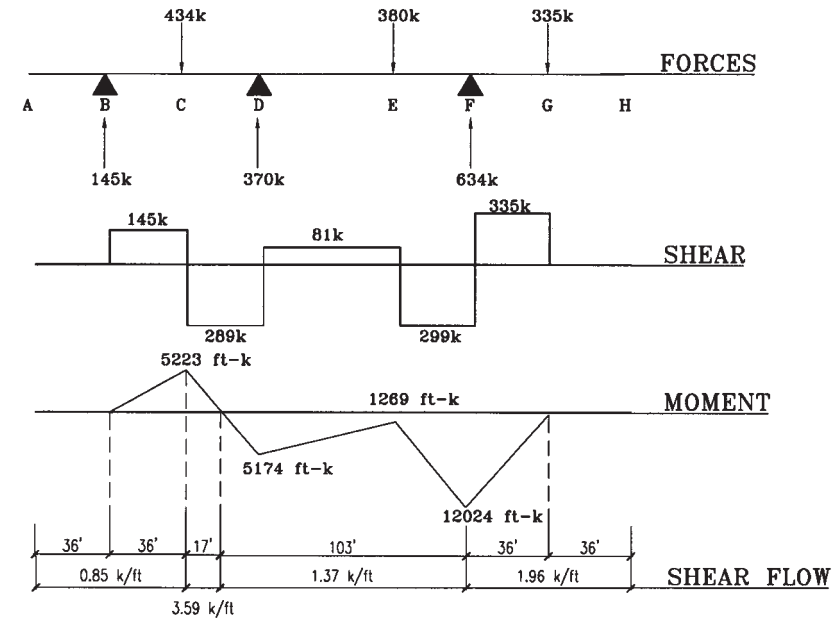 434k 380k 335k
FORCES
A B C D E F G H
145k 370k 634k
145k 81k 335k
SHEAR
289k 299k
5223 ft-k
1269 ft-k
MOMENT
5174 ft-k
12024 ft-k
36' 36' 17' 103' 36' 36'
0.85 k/ft 1.37 k/ft 1.96 k/ft
SHEAR FLOW
3.59 k/ft